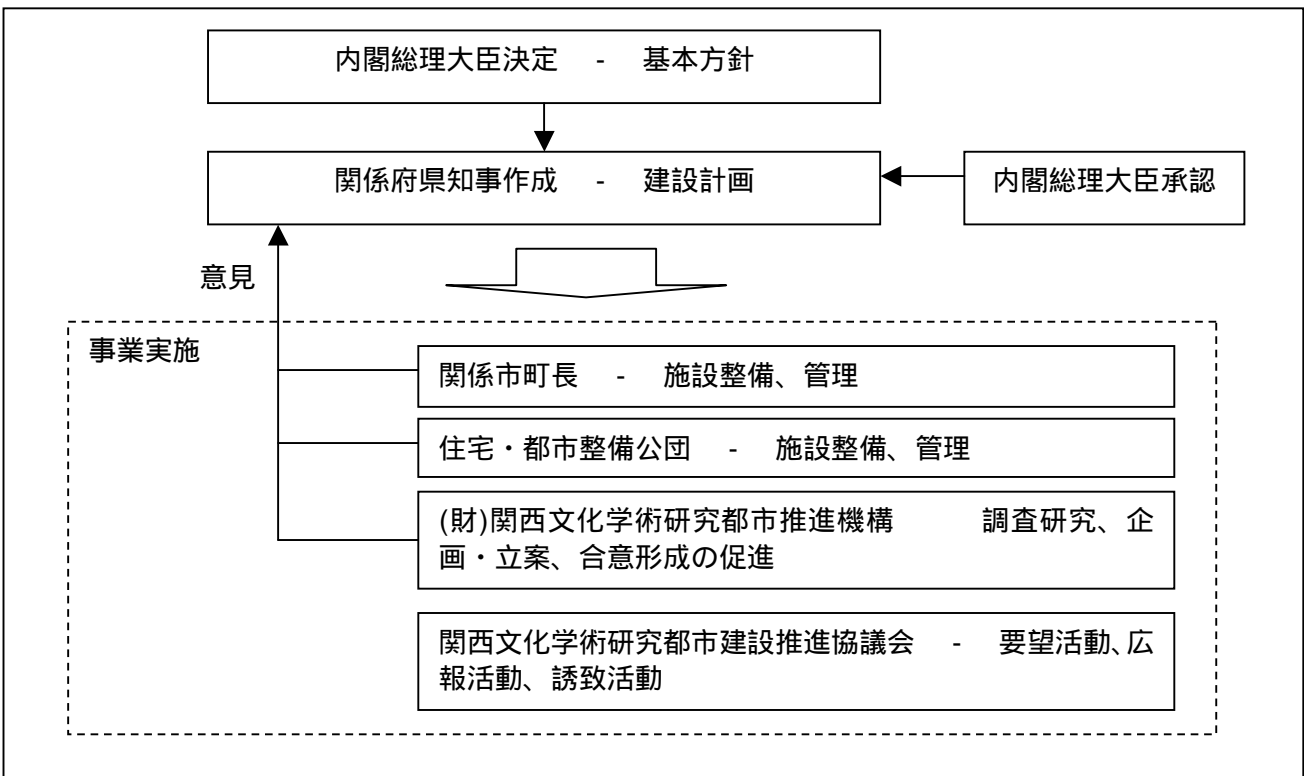 内閣総理大臣決定 - 基本方針
関係府県知事作成 - 建設計画
内閣総理大臣承認
意見
事業実施
関係市町長 - 施設整備、管理
住宅・都市整備公団 - 施設整備、管理
(財)関西文化学術研究都市推進機構 調査研究、企
画・立案、合意形成の促進
関西文化学術研究都市建設推進協議会 - 要望活動、広
報活動、誘致活動